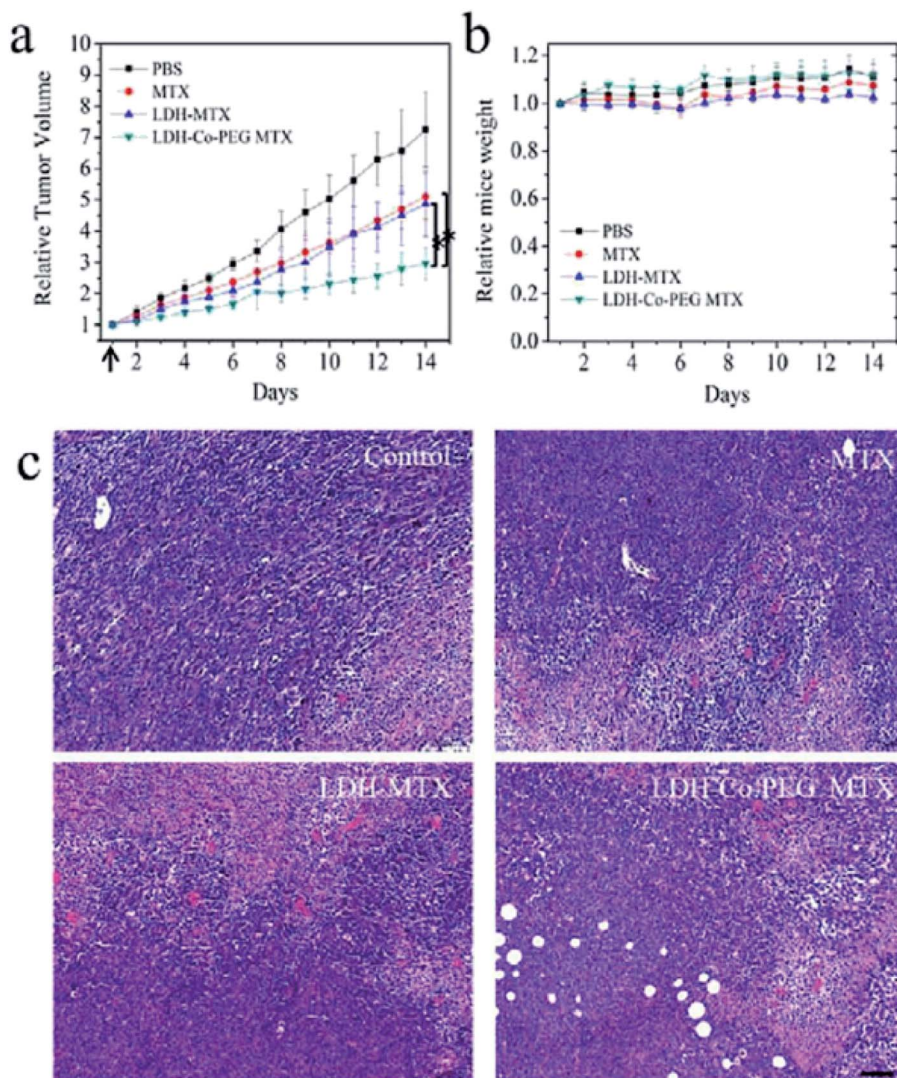 a
10
9
8
7
6
5
4
3
2
1
Relative Tumor Volume
PBS
MTX
LDH-MTX
LDH-Co-PEG MTX
*
*
2 4 6 8 10 12 14
Days
b
1.2
1.0
0.8
0.6
0.4
0.2
0.0
Relative mice weight
PBS
MTX
LDH-MTX
LDH-Co-PEG MTX
2 4 6 8 10 12 14
Days
c
Control
MTX
LDH-MTX
LDH-Co-PEG MTX